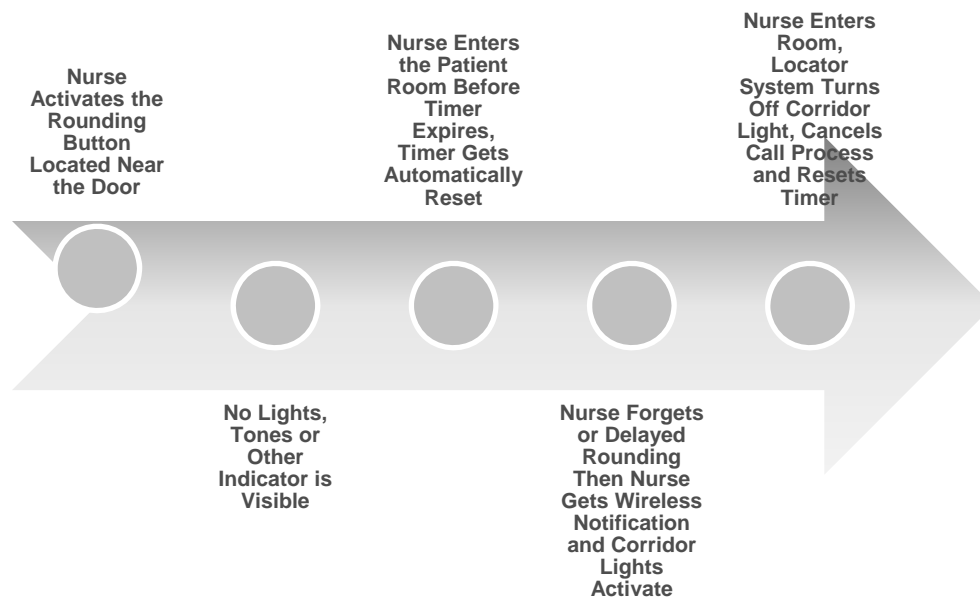 Nurse
Activates the
Rounding
Button
Located Near
the Door
No Lights,
Tones or
Other
Indicator is
Visible
Nurse Enters
the Patient
Room Before
Timer
Expires,
Timer Gets
Automatically
Reset
Nurse Forgets
or Delayed
Rounding
Then Nurse
Gets Wireless
Notification
and Corridor
Lights
Activate
Nurse Enters
Room,
Locator
System Turns
Off Corridor
Light, Cancels
Call Process
and Resets
Timer